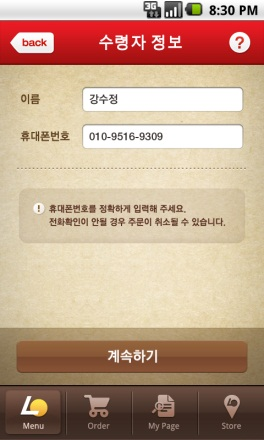 3G
8:30 PM
back
수령자 정보
?
이름
강수정
휴대폰번호
010-9516-9309
! 휴대폰번호를 정확하게 입력해 주세요.
전화확인이 안될 경우 주문이 취소될 수 있습니다.
계속하기
Menu
Order
My Page
Store